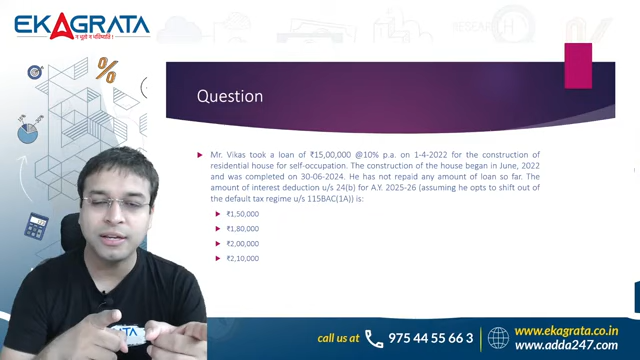 EKAGRATA
Question
Mr. Vikas took a loan of ₹15,00,000 @10% p.a. on 1-4-2022 for the construction of
residential house for self-occupation. The construction of the house began in June, 2022
and was completed on 30-06-2024. He has not repaid any amount of loan so far. The
amount of interest deduction u/s 24(b) for A.Y. 2025-26 (assuming he opts to shift out of
the default tax regime u/s 115BAC(1A)) is:
₹1,50,000
₹1,80,000
₹2,00,000
₹2,10,000
call us at 975 44 55 66 3
www.ekagrata.co.in
www.adda247.com